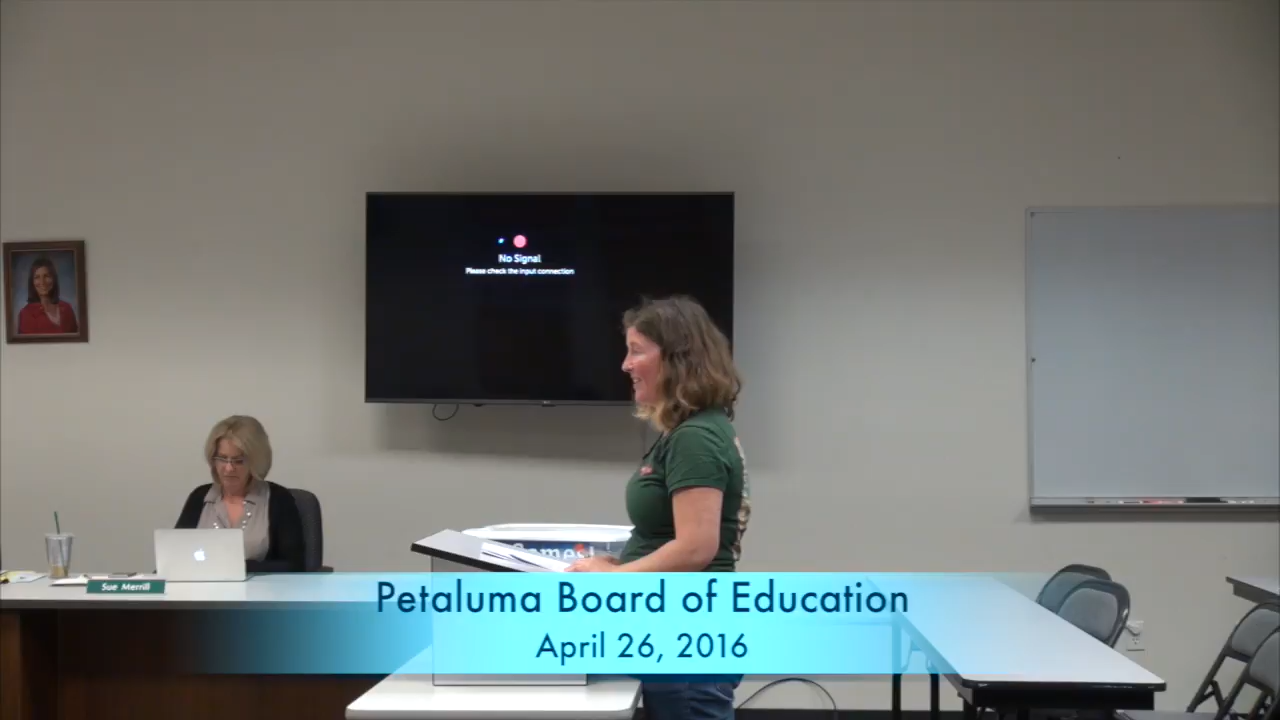 No Signal
Please check the input connection
Sue Merrill
Petaluma Board of Education
April 26, 2016